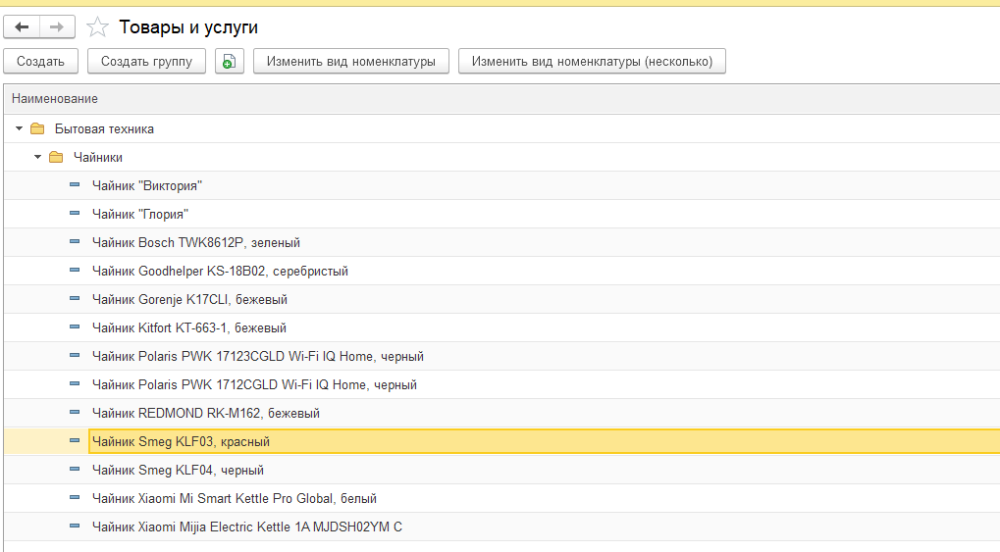 Товары и услуги
Создать Создать группу Изменить вид номенклатуры Изменить вид номенклатуры (несколько)
Наименование
Бытовая техника
Чайники
Чайник "Виктория"
Чайник "Глория"
Чайник Bosch TWK8612P, зеленый
Чайник Goodhelper KS-18B02, серебристый
Чайник Gorenje K17CLI, бежевый
Чайник Kitfort KT-663-1, бежевый
Чайник Polaris PWK 17123CGLD Wi-Fi IQ Home, черный
Чайник Polaris PWK 1712CGLD Wi-Fi IQ Home, черный
Чайник REDMOND RK-M162, бежевый
Чайник Smeg KLF03, красный
Чайник Smeg KLF04, черный
Чайник Xiaomi Mi Smart Kettle Pro Global, белый
Чайник Xiaomi Mijia Electric Kettle 1A MJDSH02YM C